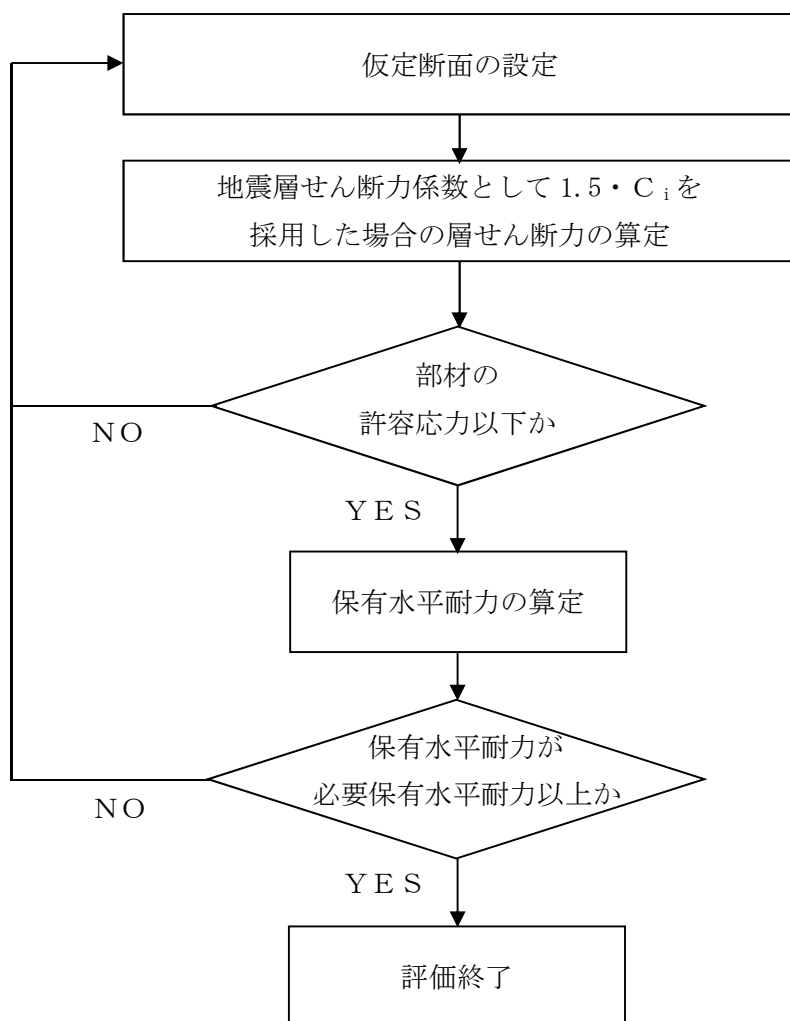 仮定断面の設定
地震層せん断力係数として 1.5・Ｃｉを
採用した場合の層せん断力の算定
部材の
許容応力以下か
ＮＯ
ＹＥＳ
保有水平耐力の算定
保有水平耐力が
必要保有水平耐力以上か
ＮＯ
ＹＥＳ
評価終了